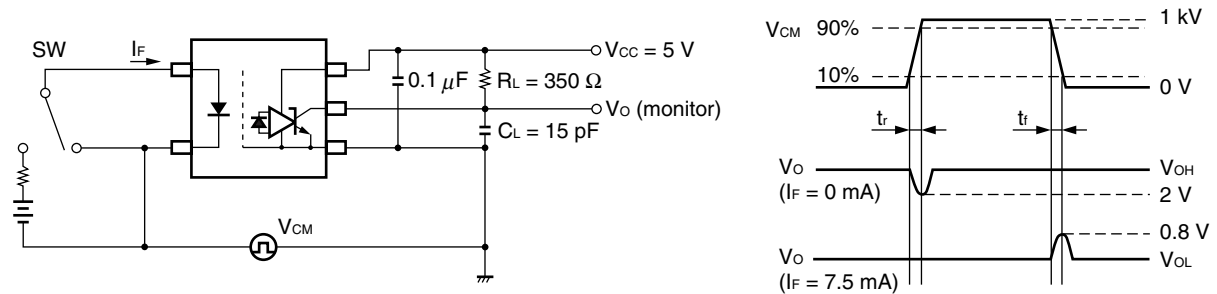 SW
IF
VCC = 5 V
0.1 μF
RL = 350 Ω
VO (monitor)
CL = 15 pF
VCM
VCM 90%
1 kV
10%
0 V
tr
tf
VO
(IF = 0 mA)
VOH
2 V
0.8 V
VO
(IF = 7.5 mA)
VOL